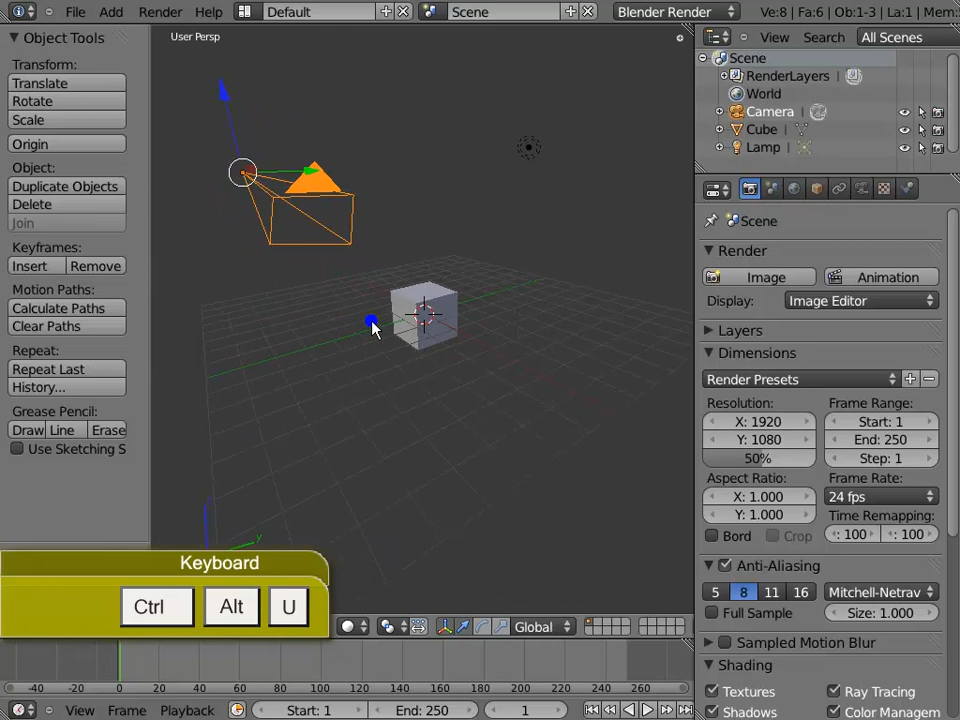 File Add Render Help Default Scene Blender Render Ve:8 | Fa:6 | Ob:1-3 | La:1 | Mem:
Object Tools
Transform:
Translate
Rotate
Scale
Origin
Object:
Duplicate Objects
Delete
Join
Keyframes:
Insert Remove
Motion Paths:
Calculate Paths
Clear Paths
Repeat:
Repeat Last
History...
Grease Pencil:
Draw Line Erase
Use Sketching S
User Persp
y
Keyboard
Ctrl Alt U
Global
View Search All Scenes
Scene
RenderLayers
World
Camera
Cube
Lamp
Scene
Render
Image Animation
Display: Image Editor
Layers
Dimensions
Render Presets
Resolution: Frame Range:
X: 1920 Start: 1
Y: 1080 End: 250
50% Step: 1
Aspect Ratio: Frame Rate:
X: 1.000 24 fps
Y: 1.000 Time Remapping:
Bord Crop : 100 : 100
Anti-Aliasing
5 8 11 16 Mitchell-Netrav
Full Sample Size: 1.000
Sampled Motion Blur
Shading
Textures Ray Tracing
Shadows Color Managem
-40 -20 0 20 40 60 80 100 120 140 160 180 200 220 240 260
View Frame Playback Start: 1 End: 250 1